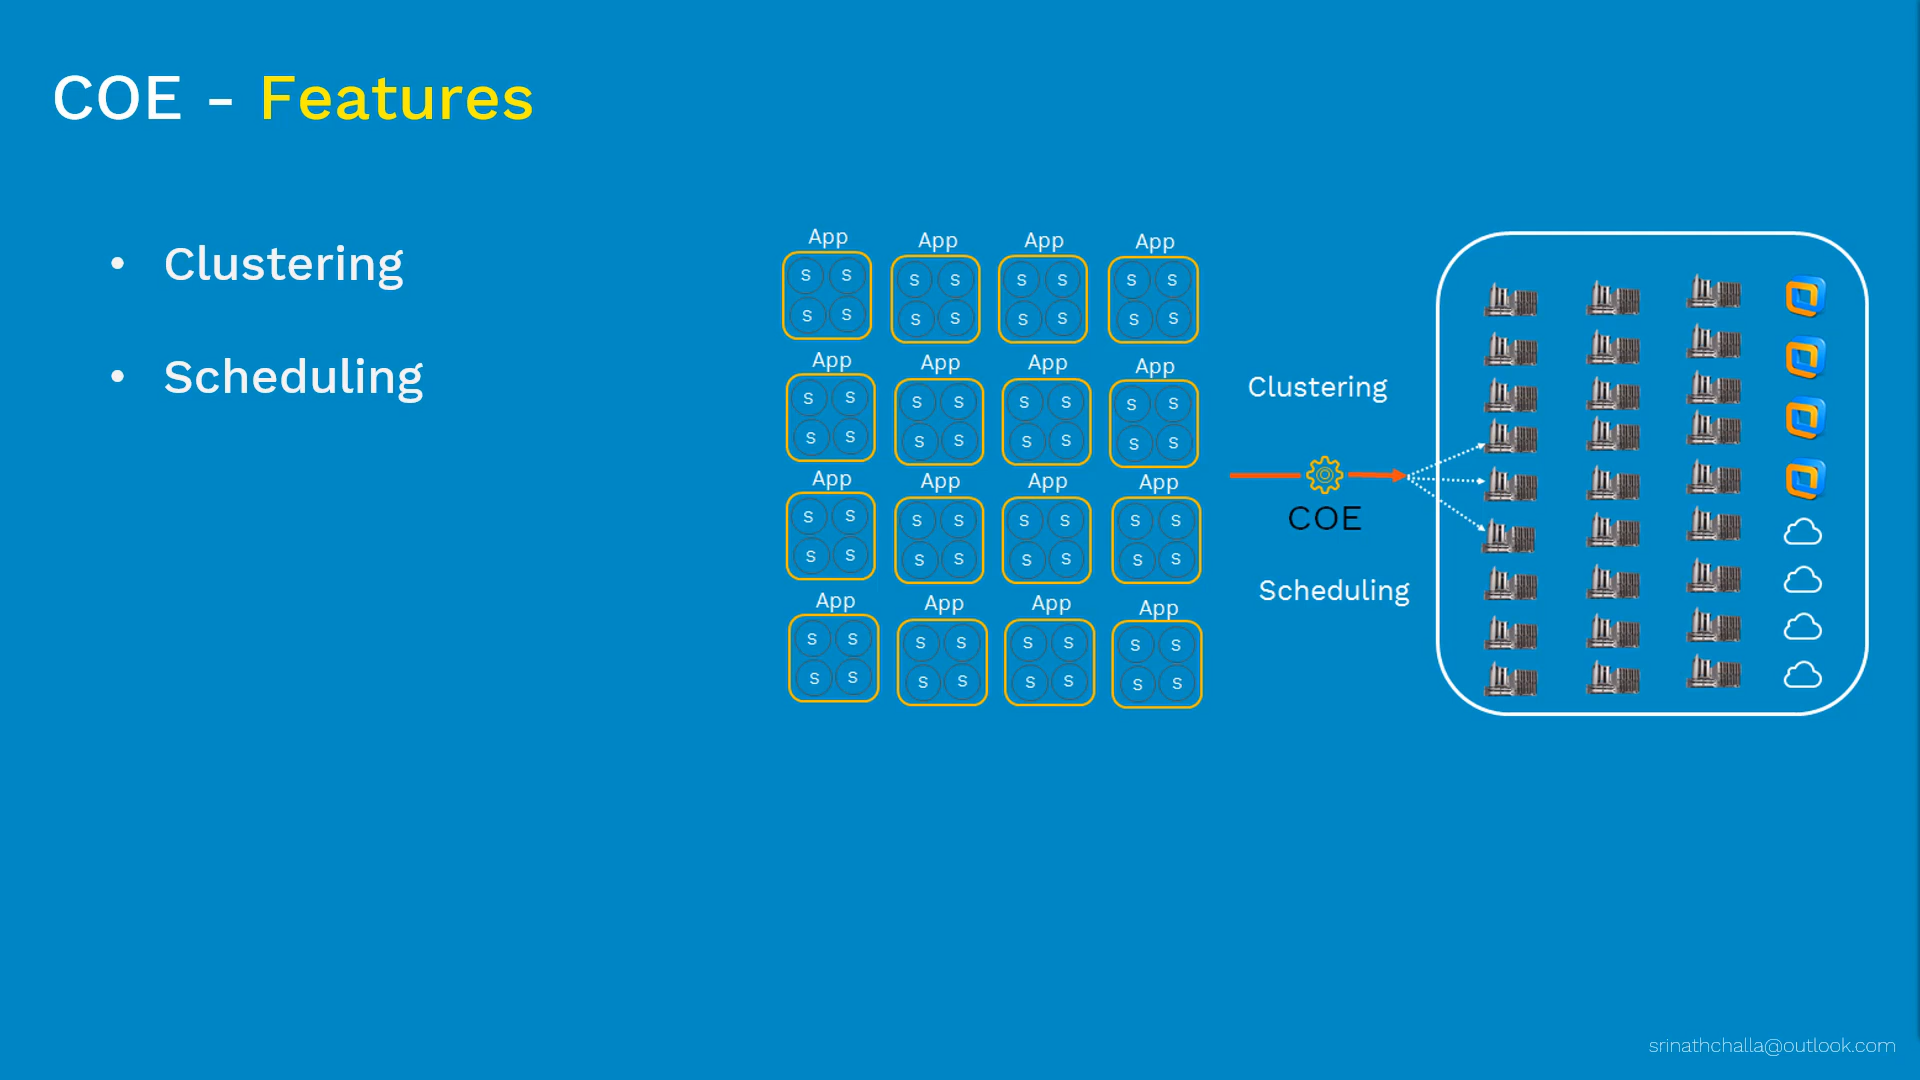 COE - Features
• Clustering
• Scheduling
App App App App
S S S S S S S S
S S S S S S S S
App App App App
S S S S S S S S
S S S S S S S S
App App App App
S S S S S S S S
S S S S S S S S
App App App App
S S S S S S S S
S S S S S S S S
Clustering
COE
Scheduling
srinathchalla@outlook.com